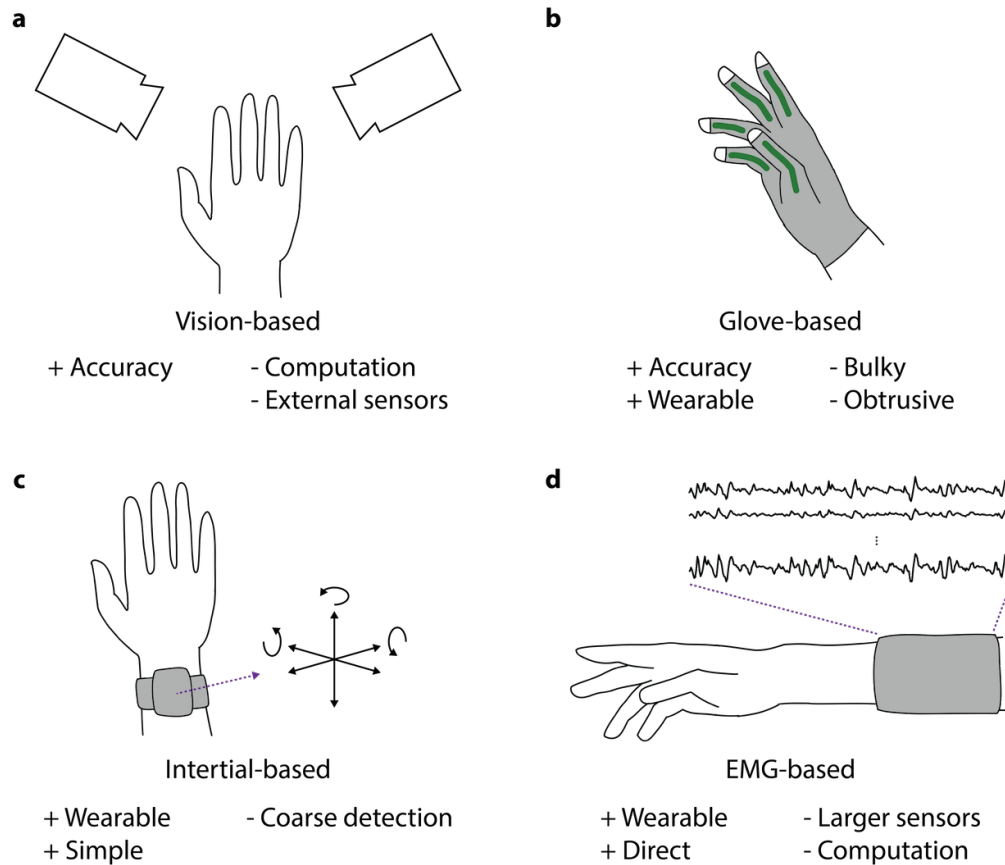 a
Vision-based
+ Accuracy
- Computation
- External sensors
b
Glove-based
+ Accuracy
+ Wearable
- Bulky
- Obtrusive
c
Intertial-based
+ Wearable
+ Simple
- Coarse detection
d
EMG-based
+ Wearable
+ Direct
- Larger sensors
- Computation